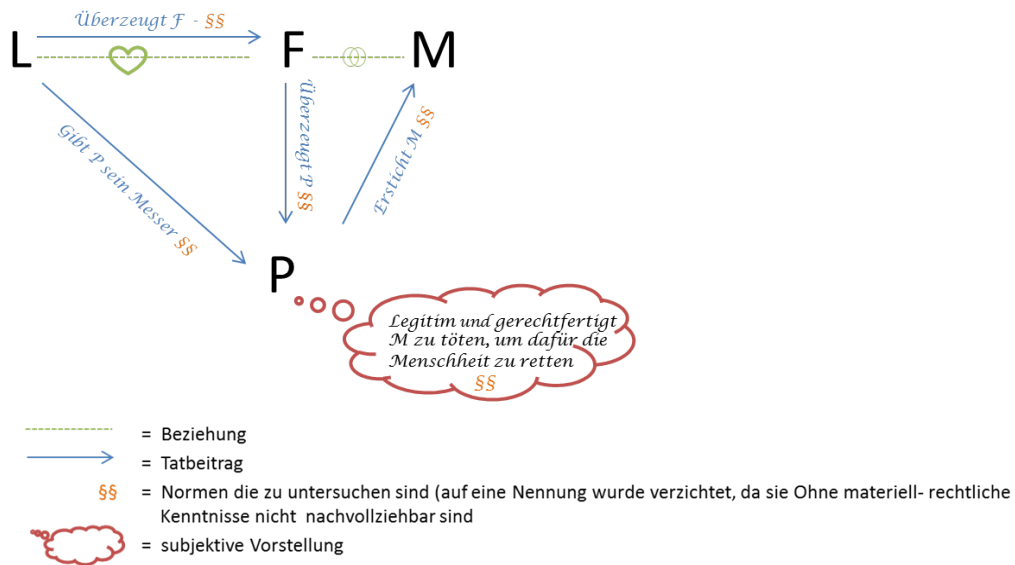 Überzeugt F - §§
L
F
M
Gibt P sein Messer §§
Überzeugt P §§
Ersticht M §§
P
Legitim und gerechtfertigt
M zu töten, um dafür die
Menschheit zu retten
§§
= Beziehung
= Tatbeitrag
§§ = Normen die zu untersuchen sind (auf eine Nennung wurde verzichtet, da sie Ohne materiell- rechtliche
Kenntnisse nicht nachvollziehbar sind
= subjektive Vorstellung